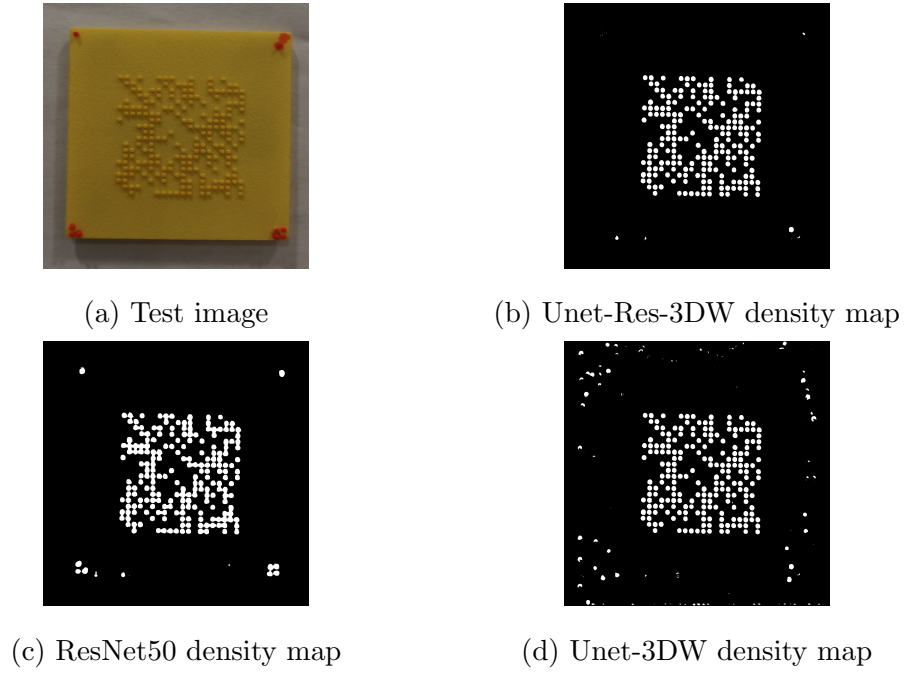 (a) Test image
(b) Unet-Res-3DW density map
(c) ResNet50 density map
(d) Unet-3DW density map